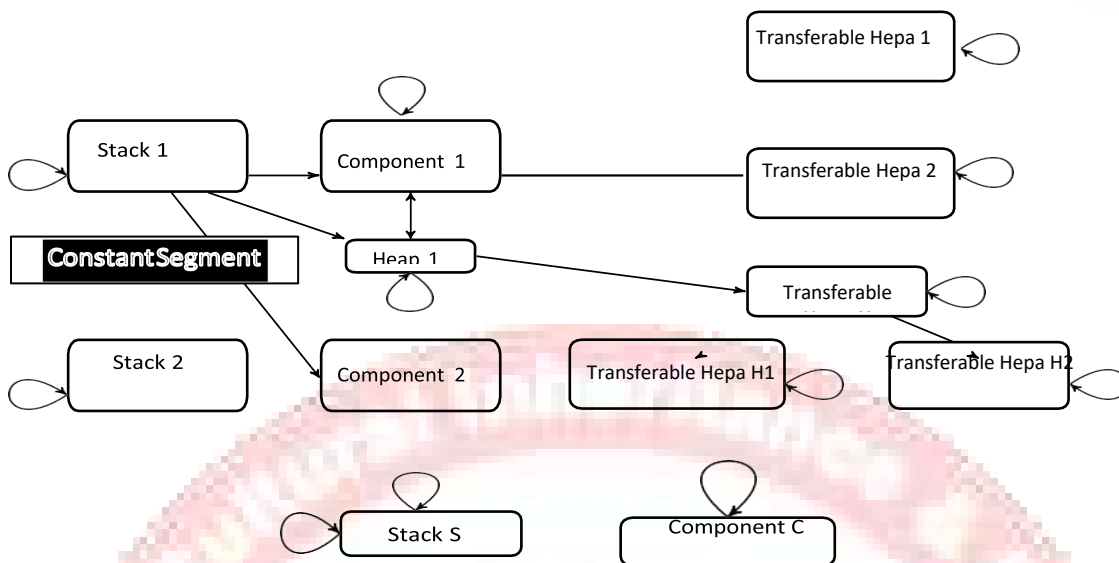 Transferable Hepa 1
Stack 1
Component 1
Transferable Hepa 2
ConstantSegment
Heap 1
Transferable
Stack 2
Component 2
Transferable Hepa H1
Transferable Hepa H2
Stack S
Component C